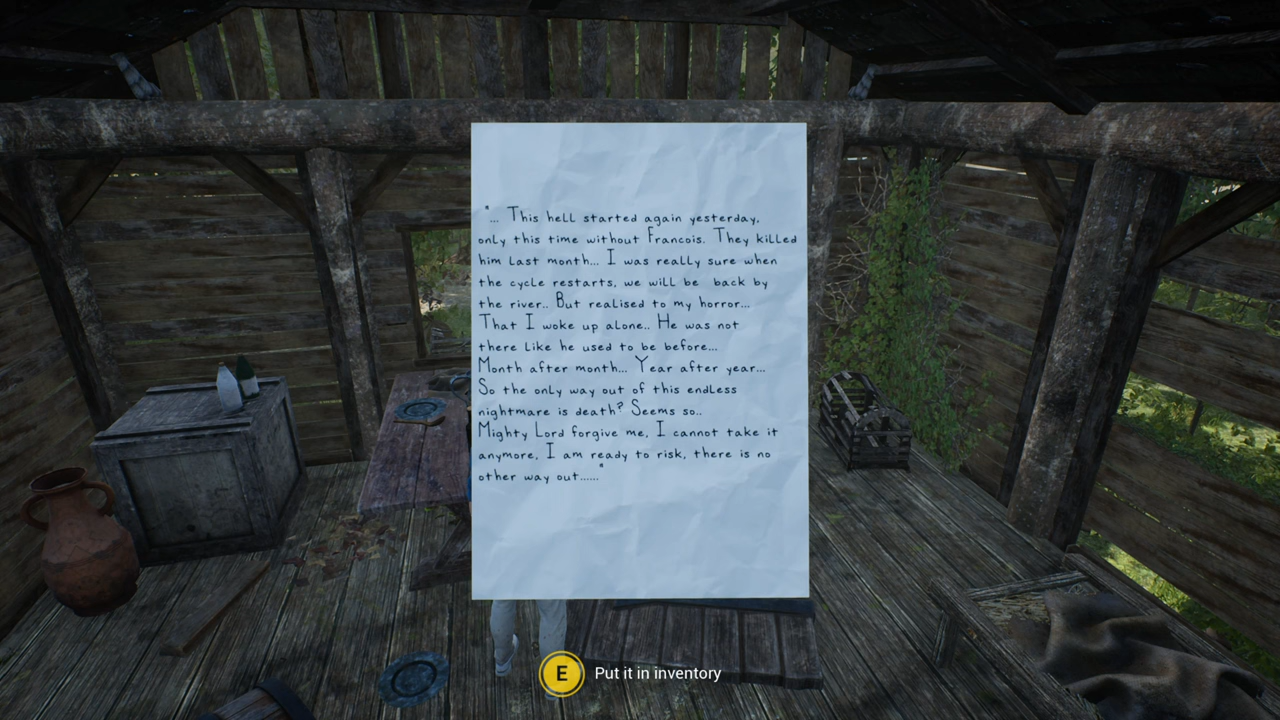 "... This hell started again yesterday,
only this time without Francois. They killed
him last month... I was really sure when
the cycle restarts, we will be back by
the river.. But realised to my horror...
That I woke up alone.. He was not
there like he used to be before...
Month after month... Year after year...
So the only way out of this endless
nightmare is death? Seems so..
Mighty Lord forgive me, I cannot take it
anymore, I am ready to risk, there is no
other way out......"
E Put it in inventory